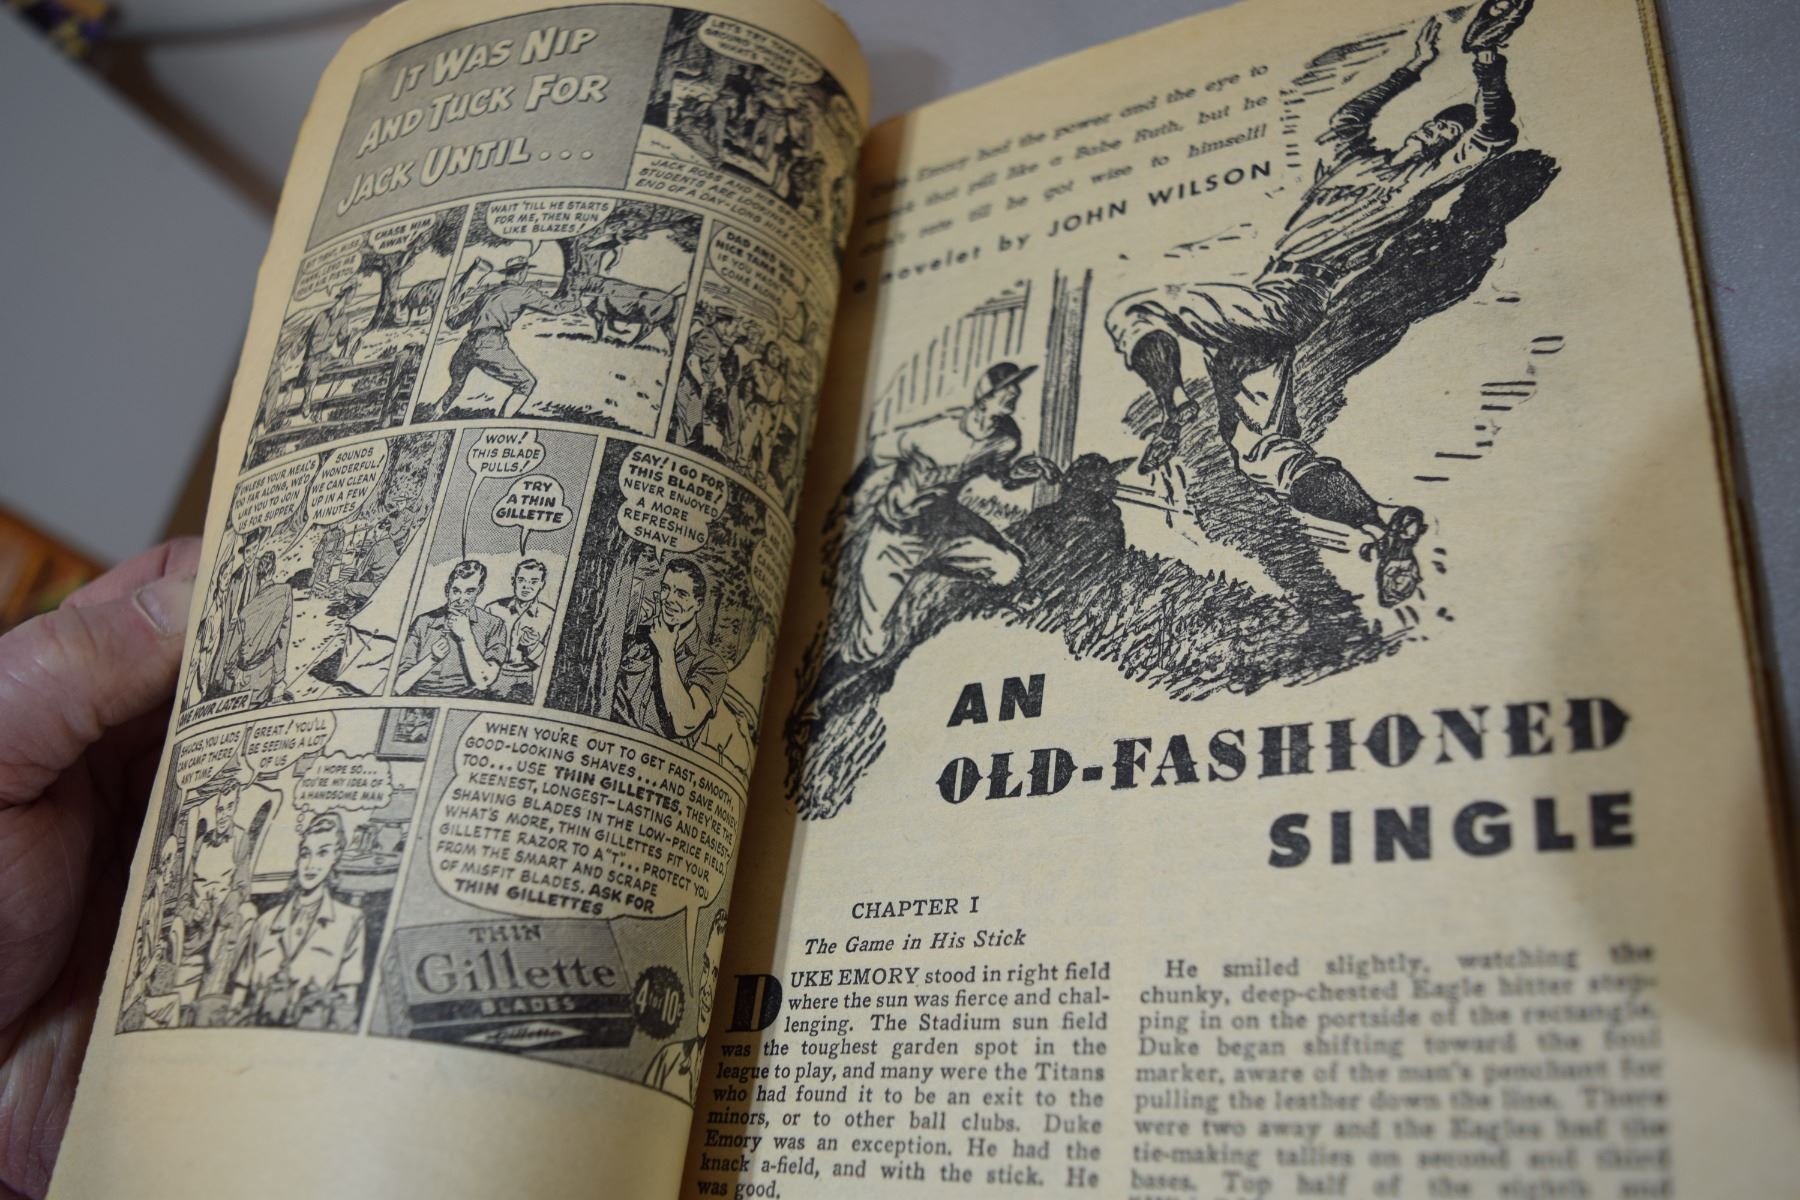 IT WAS NIP
AND TUCK FOR
JACK UNTIL...
LET'S TRY THAT
JACK ROSS AND HIS
STUDENTS ARE LOOKING
END OF A DAY-LONG HIKE
CHASE HIM
AWAY!
WAIT 'TILL HE STARTS
FOR ME, THEN RUN
LIKE BLAZES!
DAD AND HIS
NICE
IF YOU
COME ALONG
UNLESS YOUR MEAL'S
TOO FAR ALONG, WE'D
LIKE YOU TO JOIN
US FOR SUPPER
SOUNDS
WONDERFUL!
WE CAN CLEAN
UP IN A FEW
MINUTES
WOW!
THIS BLADE
PULLS!
TRY
A THIN
GILLETTE
SAY! I GO FOR
THIS BLADE!
NEVER ENJOYED
A MORE
REFRESHING
SHAVE
ONE HOUR LATER
SHUCKS, YOU LADS
CAN CAMP THERE
ANY TIME
GREAT! YOU'LL
BE SEEING A LOT
OF US
I HOPE SO...
YOU'RE MY IDEA OF
A HANDSOME MAN
WHEN YOU'RE OUT TO GET FAST, SMOOTH,
GOOD-LOOKING SHAVES...AND SAVE MONEY
TOO...USE THIN GILLETTES. THEY'RE THE
KEENEST, LONGEST-LASTING AND EASIEST-
SHAVING BLADES IN THE LOW-PRICE FIELD.
WHAT'S MORE, THIN GILLETTES FIT YOUR
GILLETTE RAZOR TO A "T"...PROTECT YOU
FROM THE SMART AND SCRAPE
OF MISFIT BLADES. ASK FOR
THIN GILLETTES
THIN
Gillette
BLADES
Gillette
4 for 10¢
Duke Emory had the power and the eye to
that pill like a Babe Ruth, but he
till he got wise to himself!
a novelet by JOHN WILSON
AN
OLD-FASHIONED
SINGLE
CHAPTER I
The Game in His Stick
DUKE EMORY stood in right field
where the sun was fierce and chal-
lenging. The Stadium sun field
was the toughest garden spot in the
league to play, and many were the Titans
who had found it to be an exit to the
minors, or to other ball clubs. Duke
Emory was an exception. He had the
knack a-field, and with the stick. He
was good.
He smiled slightly, watching the
chunky, deep-chested Eagle hitter step-
ping in on the portside of the rectangle.
Duke began shifting toward the foul
marker, aware of the man's penchant for
pulling the leather down the line. There
were two away and the Eagles had the
tie-making tallies on second and third
bases. Top half of the eighth and